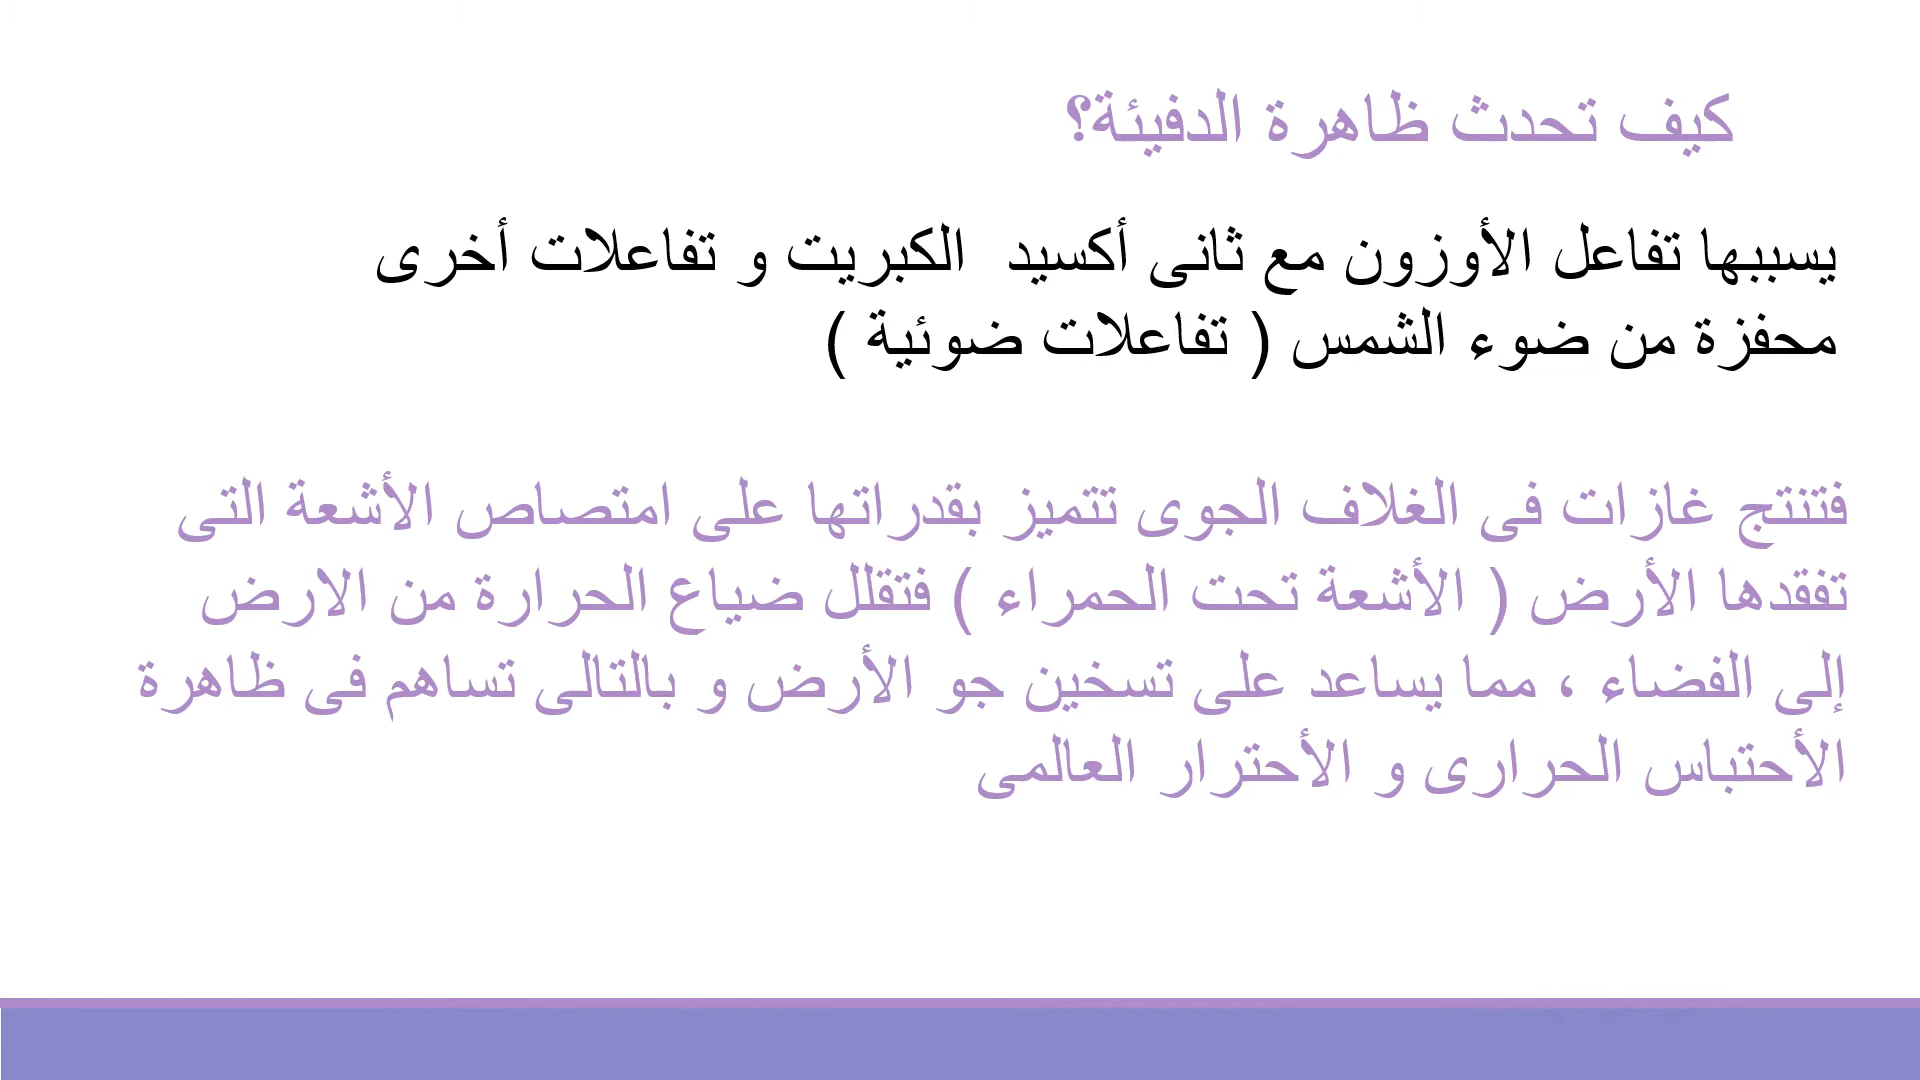 كيف تحدث ظاهرة الدفيئة؟
يسببها تفاعل الأوزون مع ثانى أكسيد الكبريت و تفاعلات أخرى
محفزة من ضوء الشمس ( تفاعلات ضوئية )
فتنتج غازات فى الغلاف الجوى تتميز بقدراتها على امتصاص الأشعة التى
تفقدها الأرض ( الأشعة تحت الحمراء ) فتقلل ضياع الحرارة من الارض
إلى الفضاء ، مما يساعد على تسخين جو الأرض و بالتالى تساهم فى ظاهرة
الأحتباس الحرارى و الأحترار العالمى